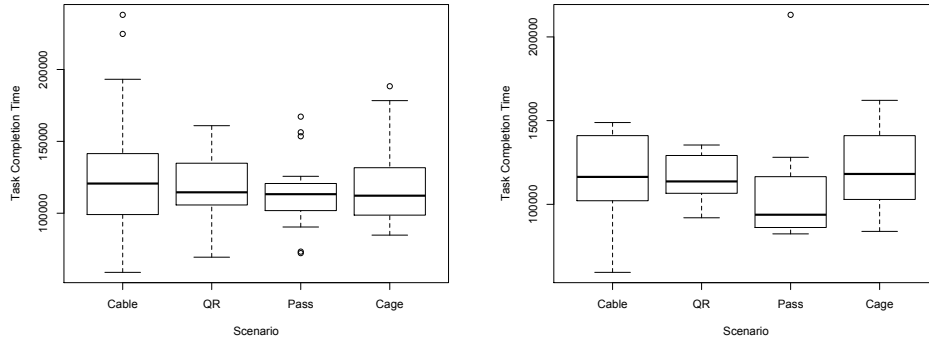 Task Completion Time
200000
150000
100000
Cable QR Pass Cage
Scenario
Task Completion Time
200000
150000
100000
Cable QR Pass Cage
Scenario